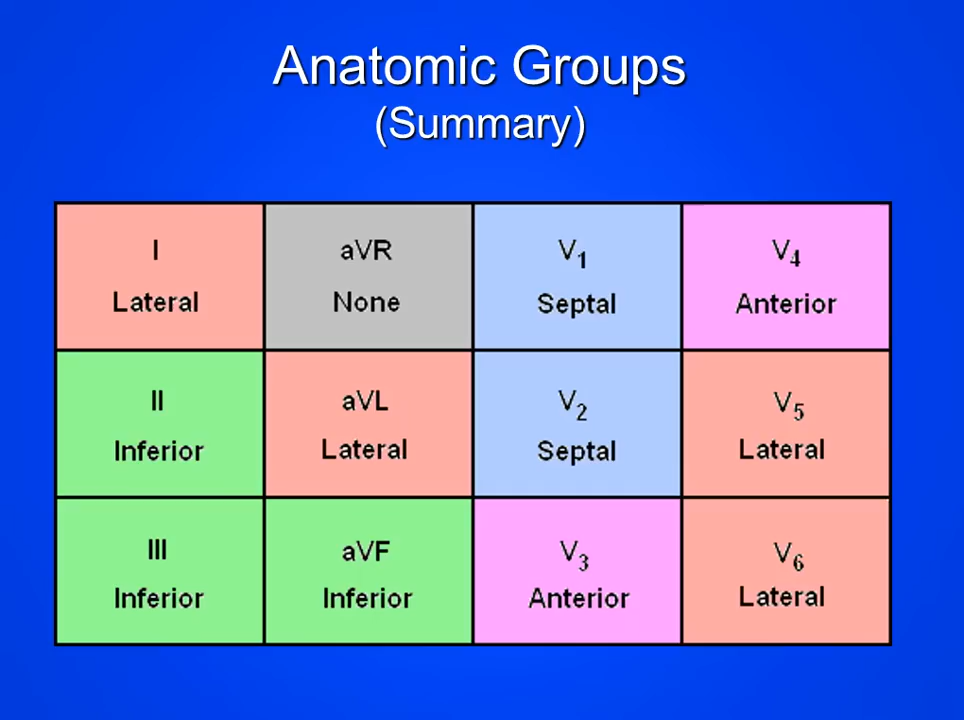 Anatomic Groups
(Summary)
I
Lateral
aVR
None
V₁
Septal
V₄
Anterior
II
Inferior
aVL
Lateral
V₂
Septal
V₅
Lateral
III
Inferior
aVF
Inferior
V₃
Anterior
V₆
Lateral